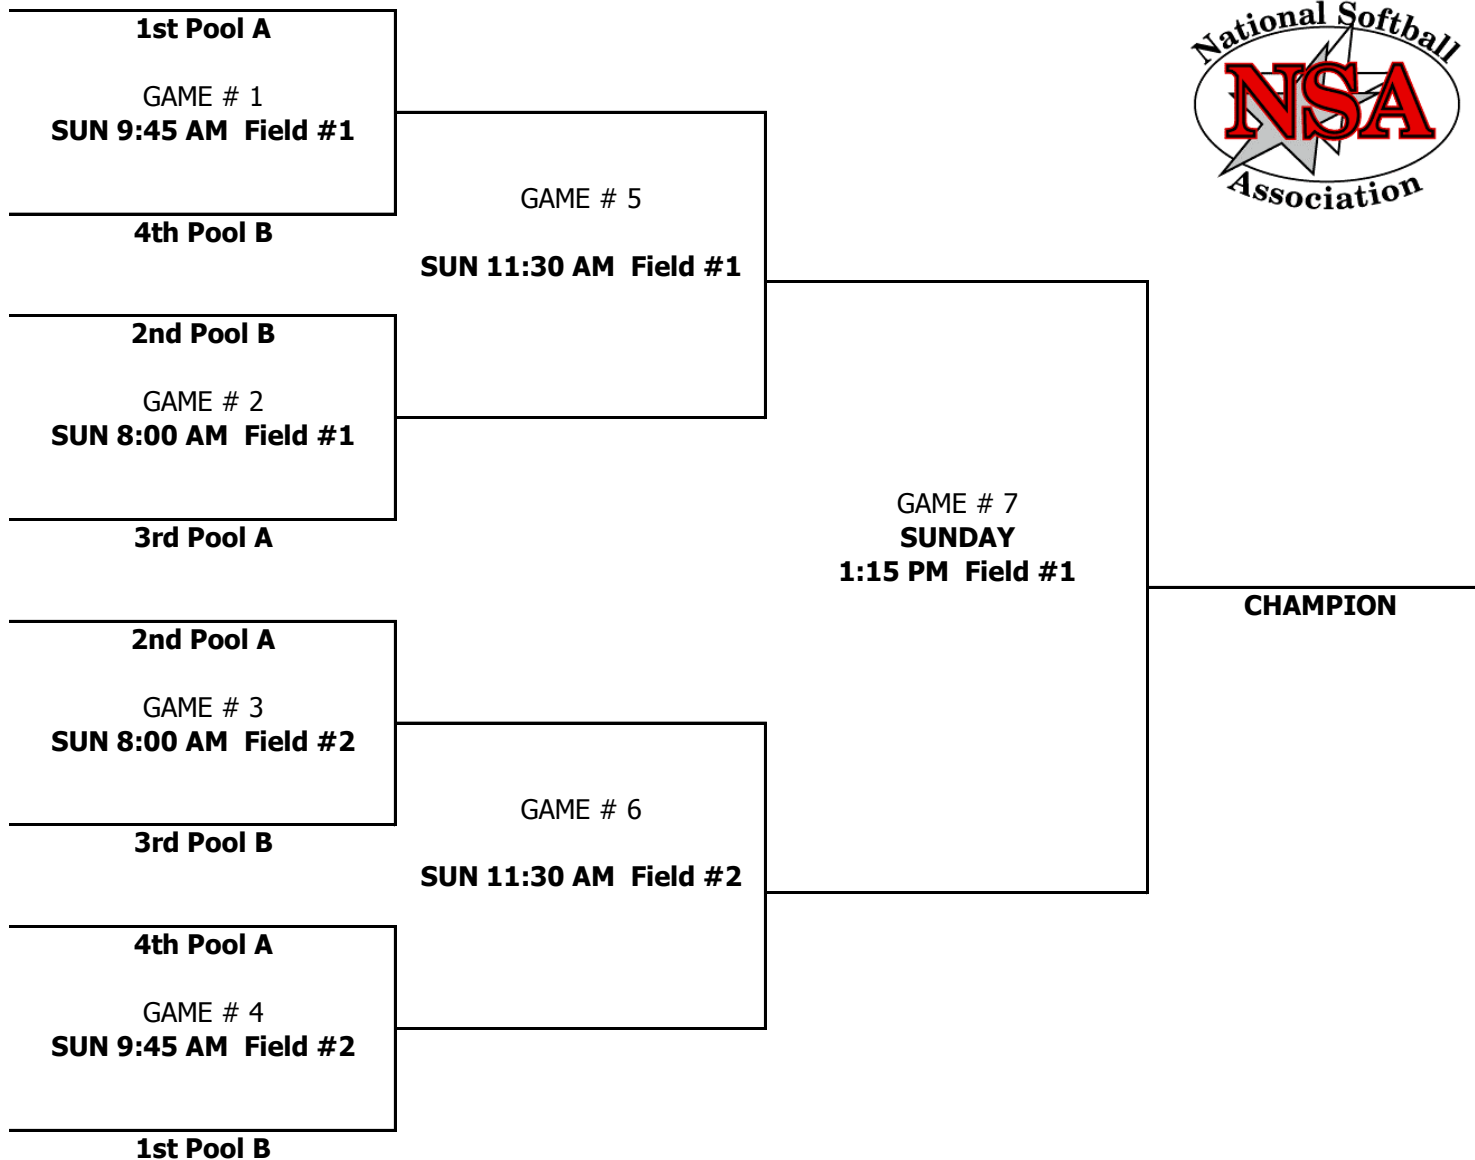 National Softball
NSA
Association
1st Pool A
GAME # 1
SUN 9:45 AM Field #1
4th Pool B
GAME # 5
SUN 11:30 AM Field #1
2nd Pool B
GAME # 2
SUN 8:00 AM Field #1
3rd Pool A
GAME # 7
SUNDAY
1:15 PM Field #1
CHAMPION
2nd Pool A
GAME # 3
SUN 8:00 AM Field #2
3rd Pool B
GAME # 6
SUN 11:30 AM Field #2
4th Pool A
GAME # 4
SUN 9:45 AM Field #2
1st Pool B